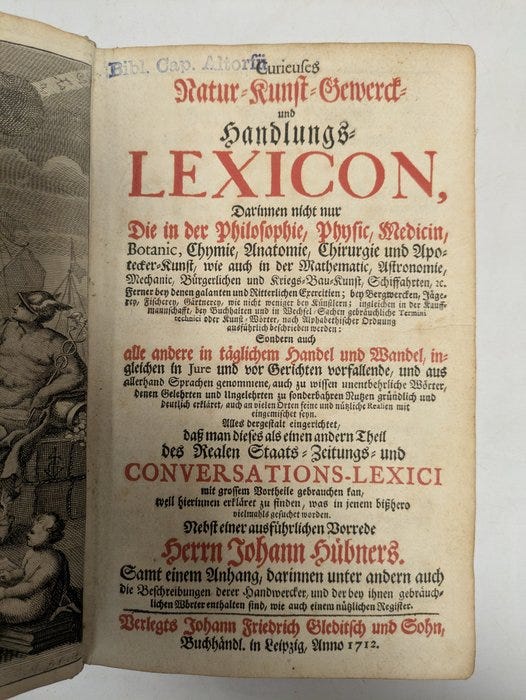 Bibl. Cap. Altorfii
Curieuses
Natur-Kunst-Gewerck-
und
Handlungs-
LEXICON,
Darinnen nicht nur
Die in der Philosophie, Physic, Medicin,
Botanic, Chymie, Anatomie, Chirurgie und Apo-
tecker-Kunst, wie auch in der Mathematic, Astronomie,
Mechanic, Bürgerlichen und Kriegs-Bau-Kunst, Schiffahrten, ꝛc.
Ferner bey denen galanten und Ritterlichen Exercitien; bey Bergwercken, Jäge-
rey, Fischerey, Gärtnerey, wie nicht weniger bey Künstlern; ingleichen in der Kauff-
mannschafft, bey Buchhalten und in Wechsel-Sachen gebräuchliche Termini
technici oder Kunst-Wörter, nach Alphabethischer Ordnung
ausführlich beschrieben werden:
Sondern auch
alle andere in täglichem Handel und Wandel, in-
gleichen in Jure und vor Gerichten vorfallende, und aus
allerhand Sprachen genommene, auch zu wissen unentbehrliche Wörter,
denen Gelehrten und Ungelehrten zu sonderbahren Nutzen gründlich und
deutlich erkläret, auch an vielen Orten feine und nützliche Realien mit
eingemischet seyn.
Alles dergestalt eingerichtet,
daß man dieses als einen andern Theil
des Realen Staats-Zeitungs- und
CONVERSATIONS-LEXICI
mit grossem Vortheile gebrauchen kan,
weil hierinnen erkläret zu finden, was in jenem bißhero
vielmahls gesuchet worden.
Nebst einer ausführlichen Vorrede
Herrn Johann Hübners.
Samt einem Anhang, darinnen unter andern auch
die Beschreibungen derer Handwercker, und der bey ihnen gebräuch-
lichen Wörter enthalten sind, wie auch einem nützlichen Register.
Verlegts Johann Friedrich Gleditsch und Sohn,
Buchhändl. in Leipzig, Anno 1712.